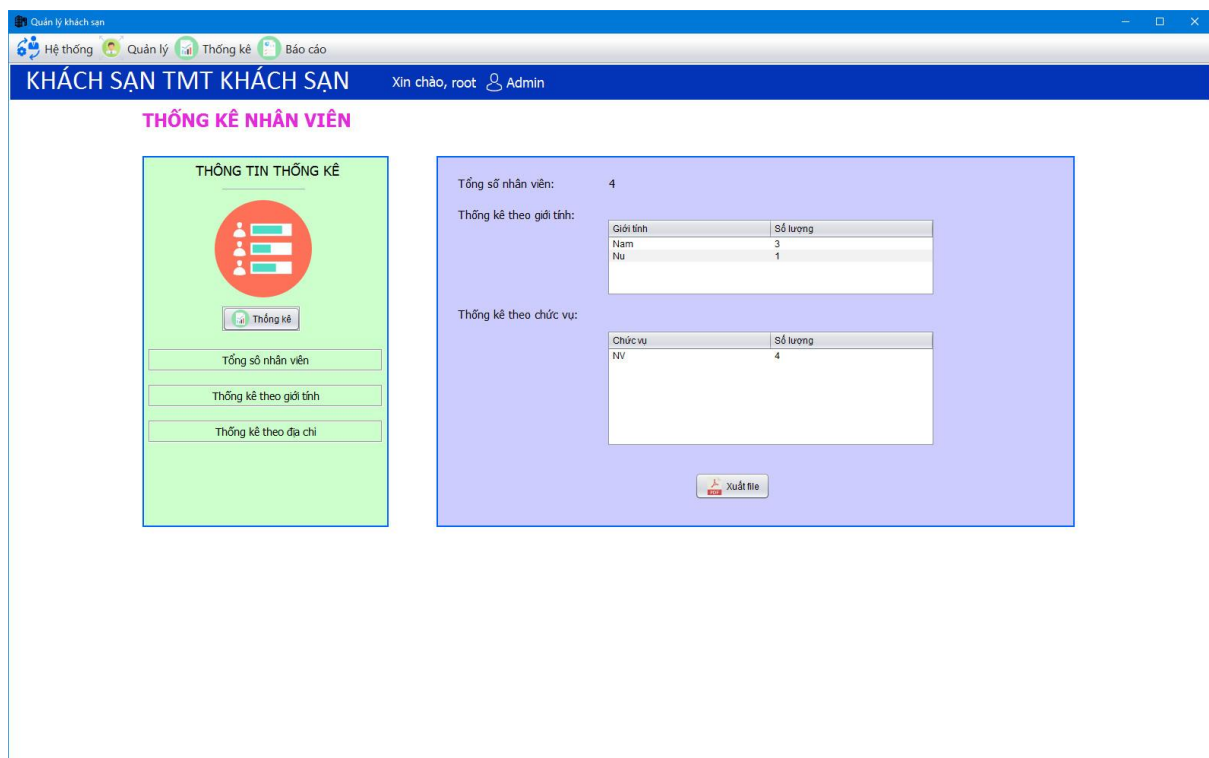 Quản lý khách sạn
Hệ thống Quản lý Thống kê Báo cáo
KHÁCH SẠN TMT KHÁCH SẠN Xin chào, root Admin
THỐNG KÊ NHÂN VIÊN
THÔNG TIN THỐNG KÊ
Thống kê
Tổng số nhân viên
Thống kê theo giới tính
Thống kê theo địa chỉ
Tổng số nhân viên: 4
Thống kê theo giới tính:
Giới tính Số lượng
Nam 3
Nu 1
Thống kê theo chức vụ:
Chức vụ Số lượng
NV 4
PDF Xuất file